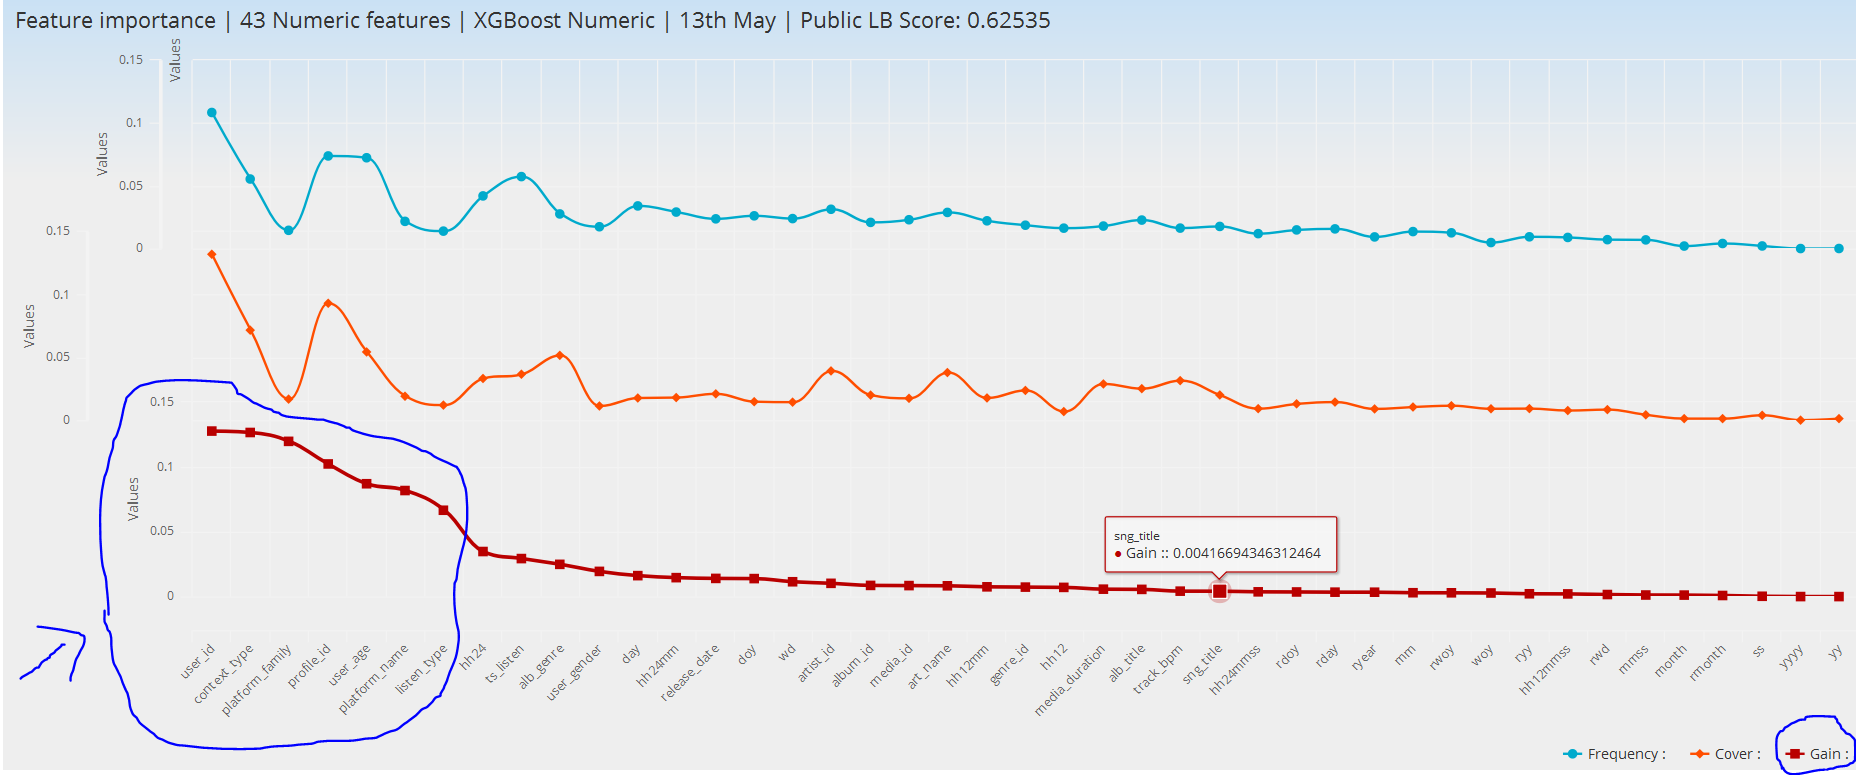 Feature importance | 43 Numeric features | XGBoost Numeric | 13th May | Public LB Score: 0.62535
Values
0.15
0.1
0.05
0
Values
0.15
0.1
0.05
0
Values
0.15
0.1
0.05
0
Values
sng_title
● Gain :: 0.00416694346312464
user_id
context_type
platform_family
profile_id
user_age
platform_name
listen_type
hh24
ts_listen
alb_genre
user_gender
day
hh24mm
release_date
doy
wd
artist_id
album_id
media_id
art_name
hh12mm
genre_id
hh12
media_duration
alb_title
track_bpm
sng_title
hh24mmss
rdoy
rday
ryear
mm
rwoy
woy
ryy
hh12mmss
rwd
mmss
month
rmonth
ss
yyyy
yy
Frequency : Cover : Gain :